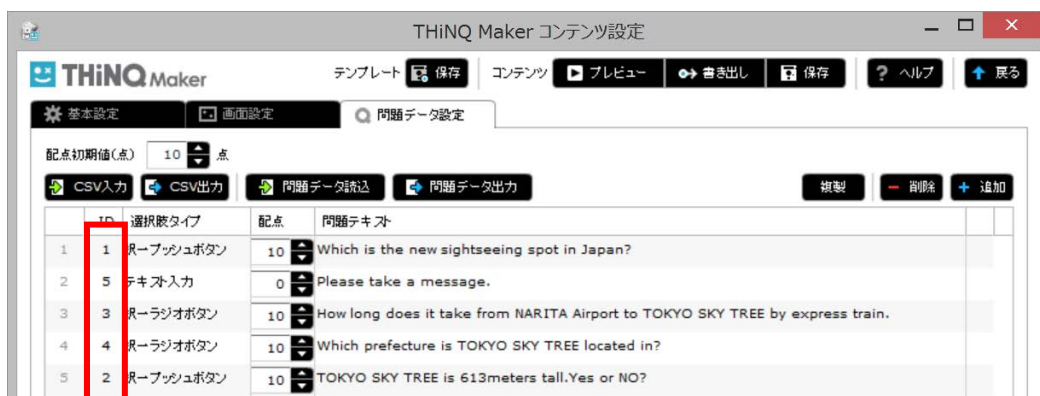 THiNQ Maker コンテンツ設定
THiNQ Maker テンプレート 保存 コンテンツ プレビュー 書き出し 保存 ? ヘルプ 戻る
基本設定 画面設定 問題データ設定
配点初期値(点) 10 点
CSV入力 CSV出力 問題データ読込 問題データ出力 複製 削除 追加
ID 選択肢タイプ 配点 問題テキスト
1 1 択一プッシュボタン 10 Which is the new sightseeing spot in Japan?
2 5 テキスト入力 0 Please take a message.
3 3 択一ラジオボタン 10 How long does it take from NARITA Airport to TOKYO SKY TREE by express train.
4 4 択一ラジオボタン 10 Which prefecture is TOKYO SKY TREE located in?
5 2 択一プッシュボタン 10 TOKYO SKY TREE is 613meters tall.Yes or NO?